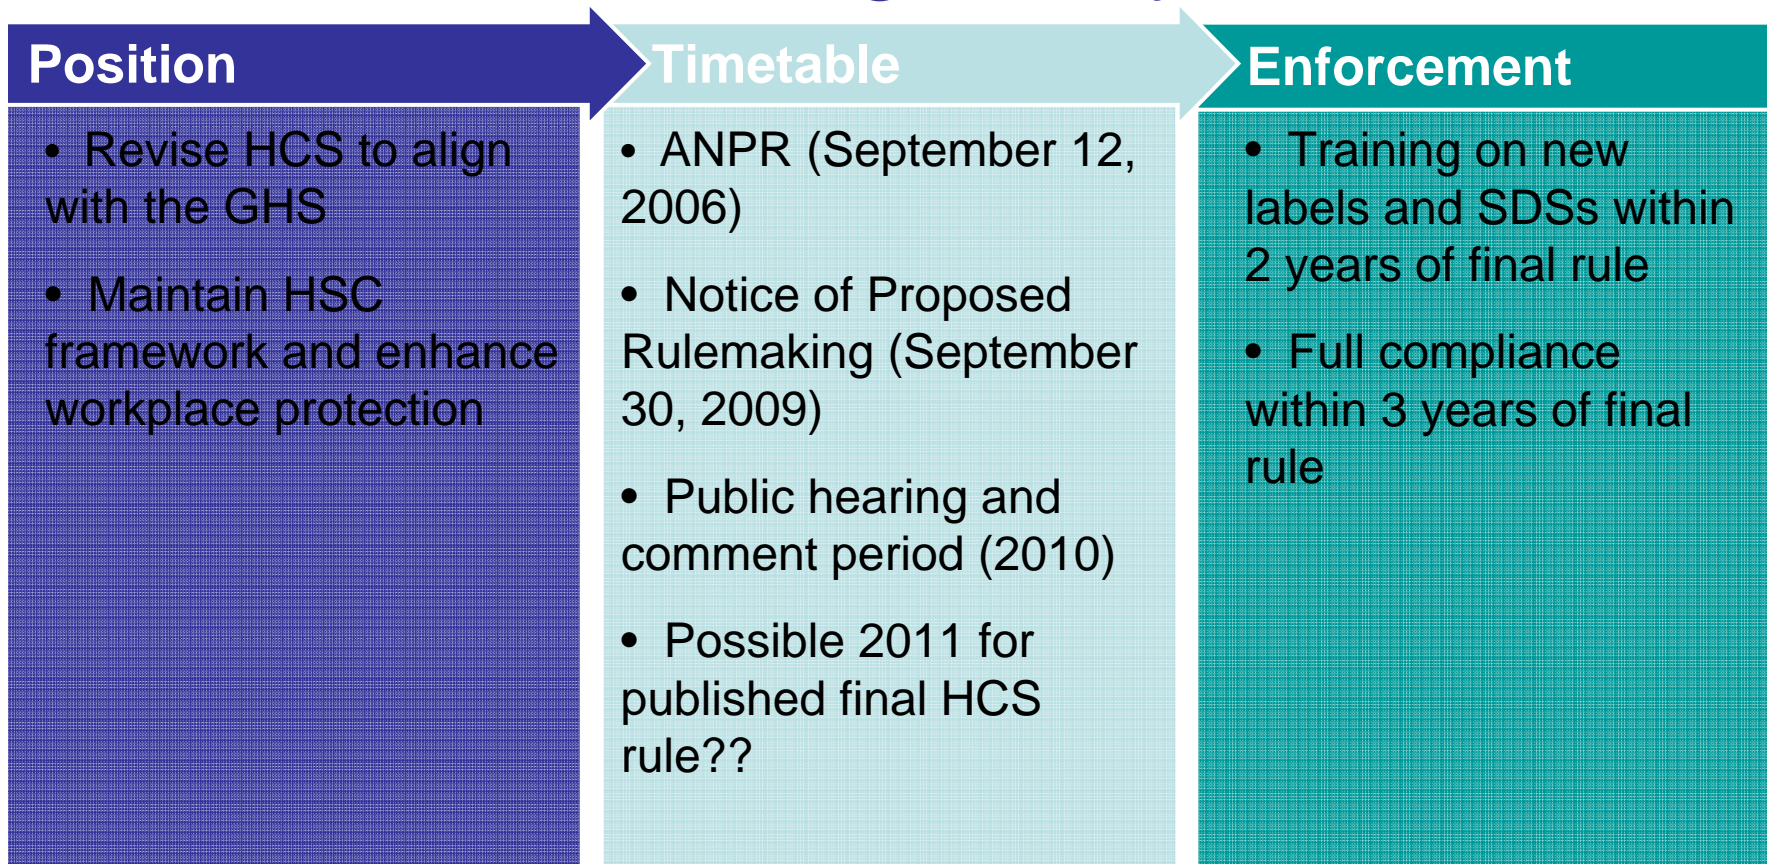 Position
• Revise HCS to align
with the GHS
• Maintain HSC
framework and enhance
workplace protection
Timetable
• ANPR (September 12,
2006)
• Notice of Proposed
Rulemaking (September
30, 2009)
• Public hearing and
comment period (2010)
• Possible 2011 for
published final HCS
rule??
Enforcement
• Training on new
labels and SDSs within
2 years of final rule
• Full compliance
within 3 years of final
rule